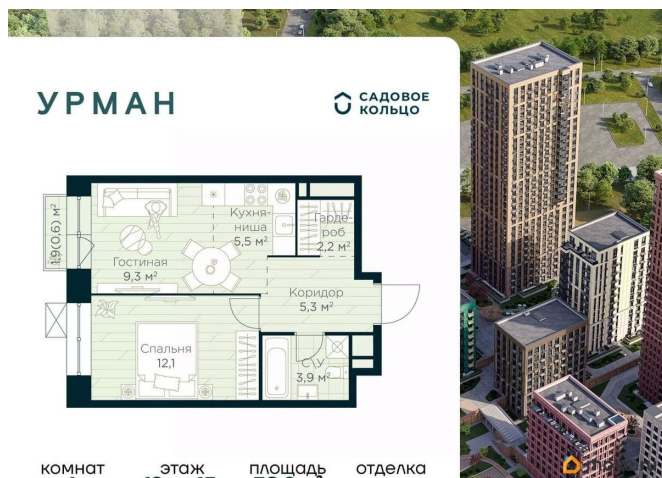 УРМАН
САДОВОЕ
КОЛЬЦО
1,9(0,6) м²
Кухня-
ниша
5,5 м²
Гарде-
роб
2,2 м²
Гостиная
9,3 м²
Коридор
5,3 м²
Спальня
12,1
С/У
3,9 м²
комнат этаж площадь отделка